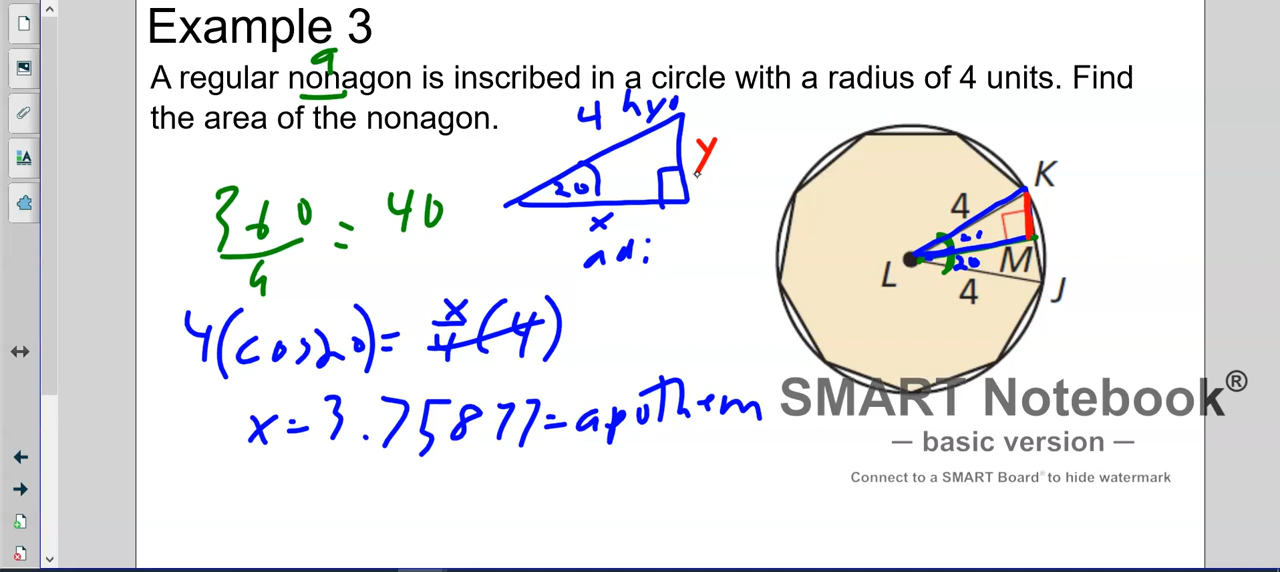 Example 3
9
A regular nonagon is inscribed in a circle with a radius of 4 units. Find
the area of the nonagon.
4 hyp
y
20
x
adj
360/9 = 40
4(cos20) = x/4 (4)
x = 3.75877 = apothem
K
4
20
20
M
L
4
J
SMART Notebook®
— basic version —
Connect to a SMART Board® to hide watermark